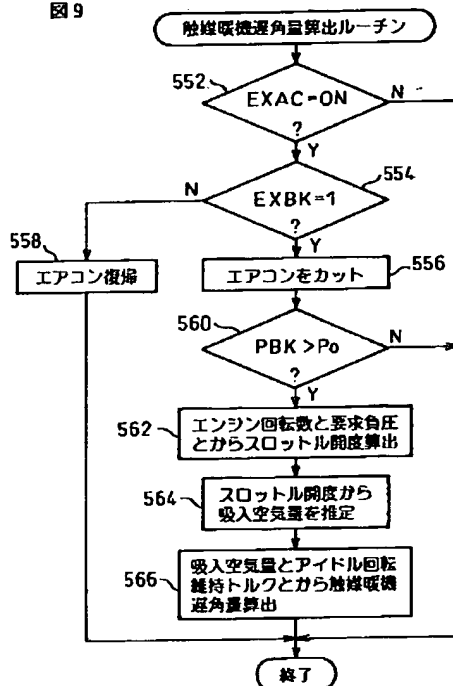 図9
触媒暖機遅角量算出ルーチン
552
EXAC=ON
?
N
Y
554
EXBK=1
?
N
Y
558
エアコン復帰
エアコンをカット
556
560
PBK>Po
?
N
Y
562
エンジン回転数と要求負圧
とからスロットル開度算出
564
スロットル開度から
吸入空気量を推定
566
吸入空気量とアイドル回転
維持トルクとから触媒暖機
遅角量算出
終了